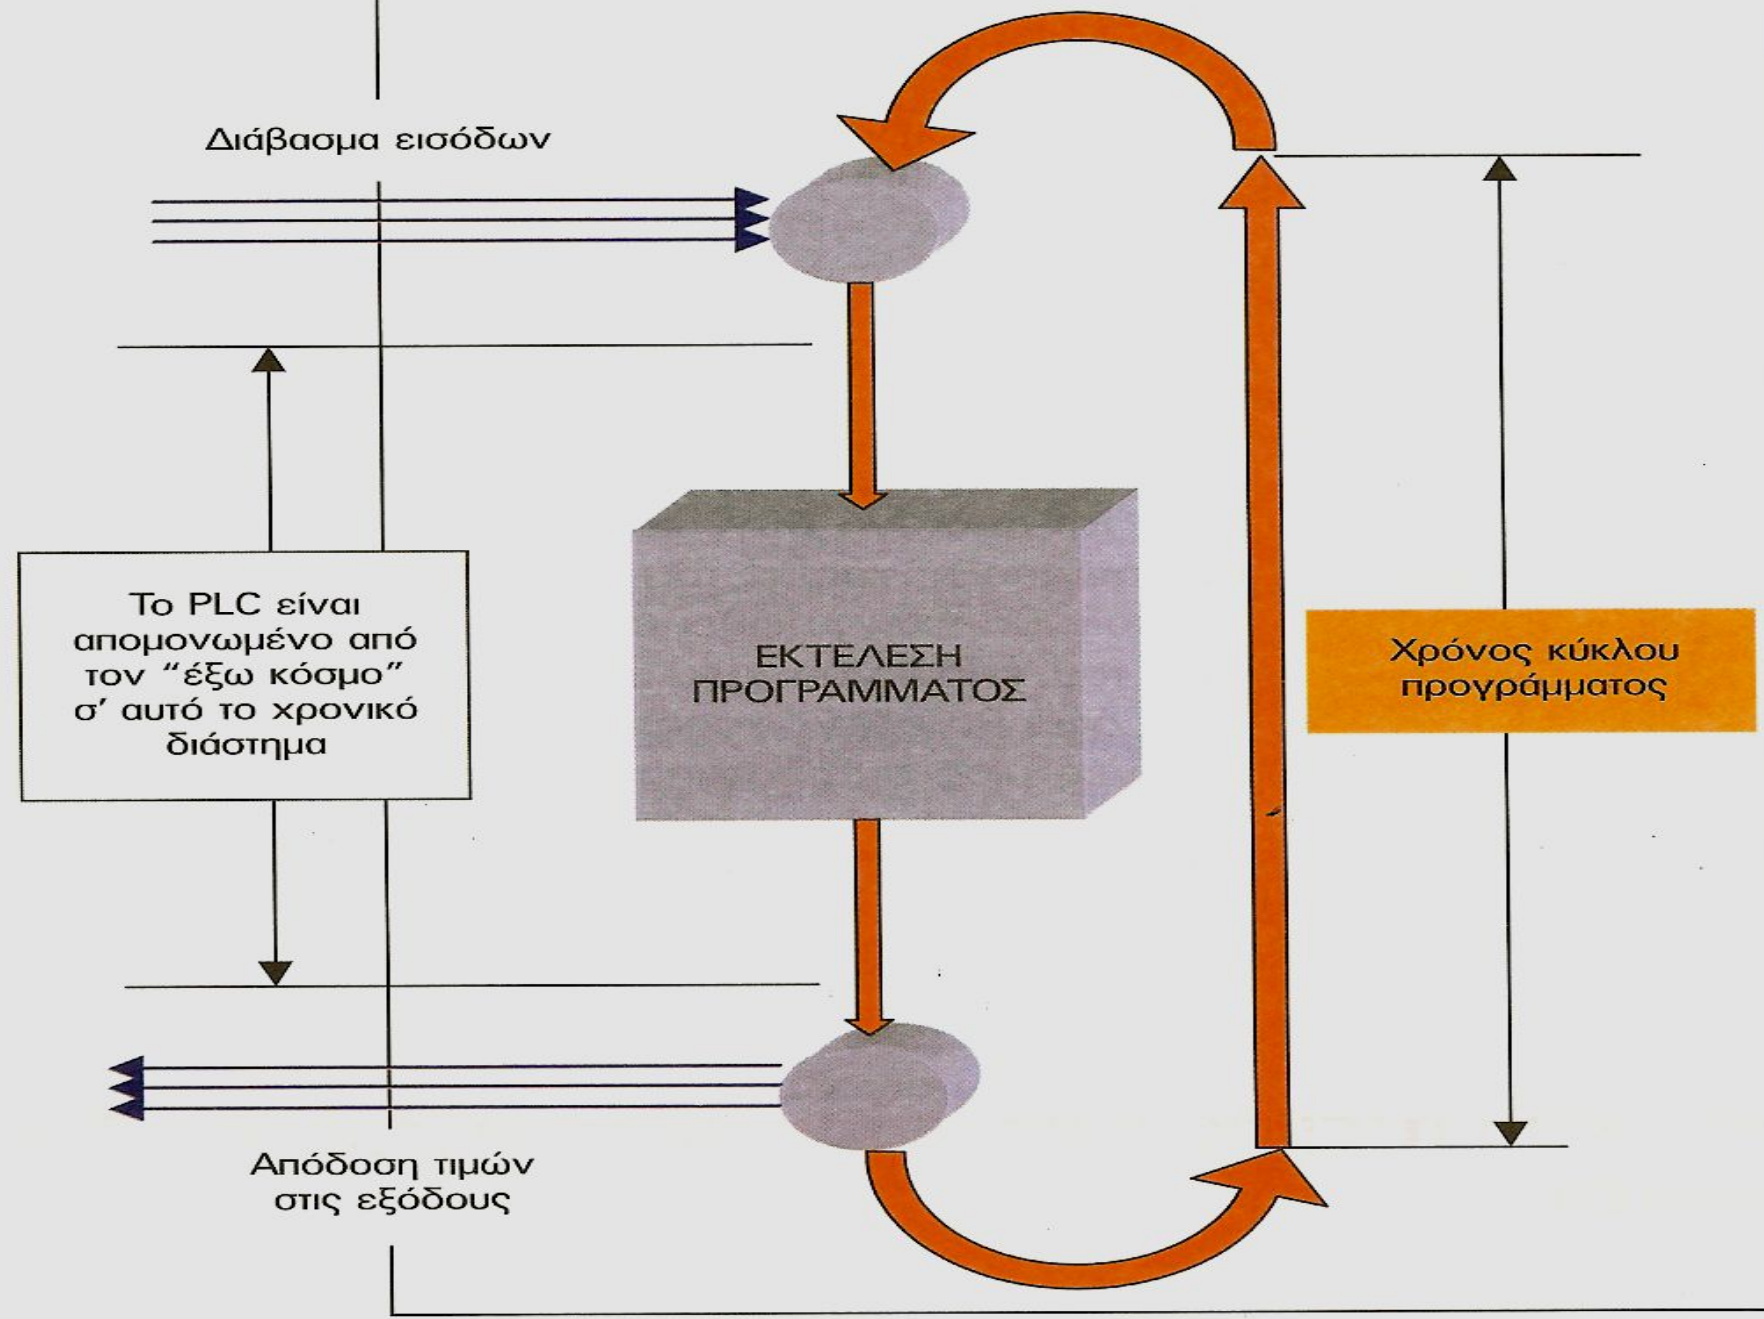 Διάβασμα εισόδων
Το PLC είναι
απομονωμένο από
τον “έξω κόσμο”
σ’ αυτό το χρονικό
διάστημα
ΕΚΤΕΛΕΣΗ
ΠΡΟΓΡΑΜΜΑΤΟΣ
Χρόνος κύκλου
προγράμματος
Απόδοση τιμών
στις εξόδους